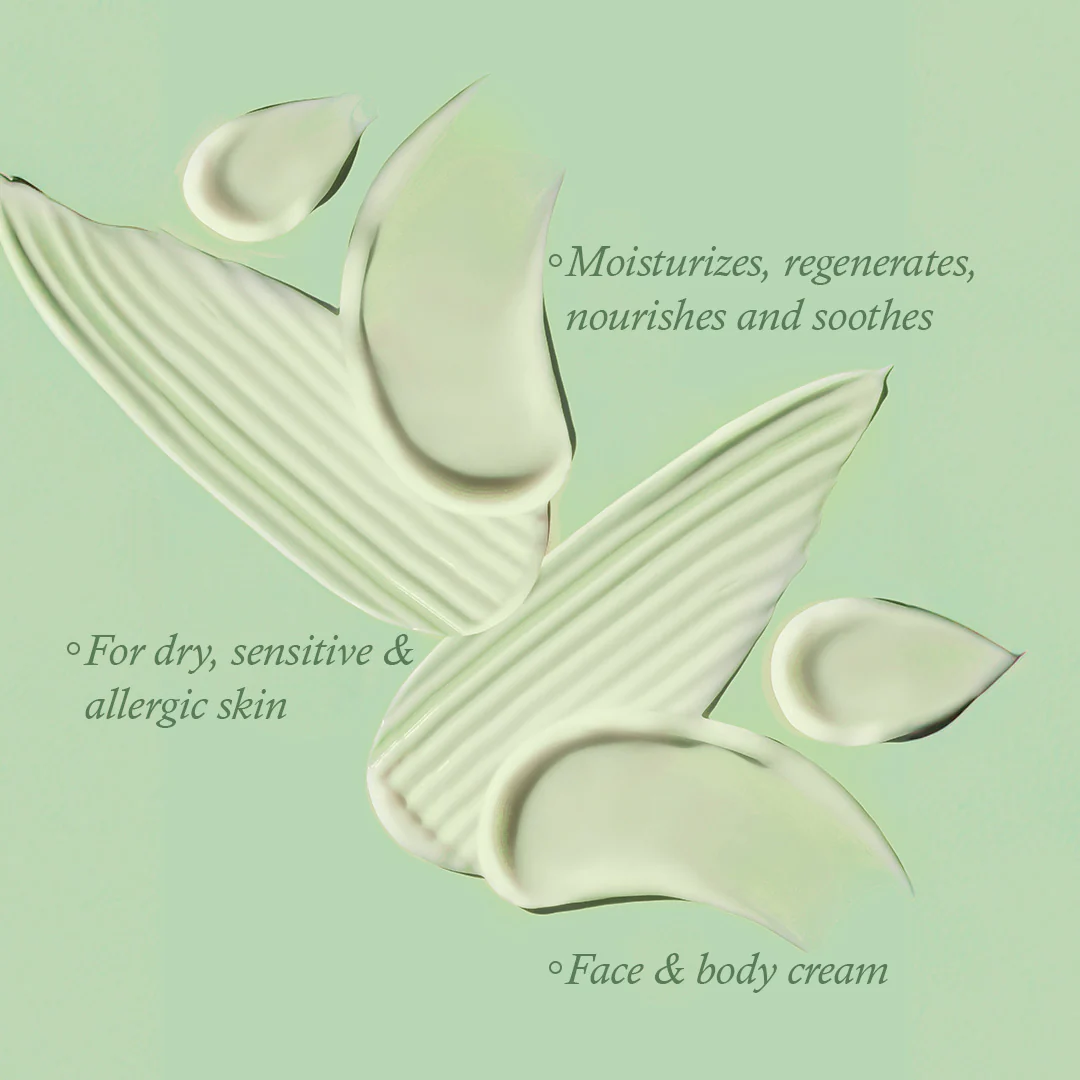 °Moisturizes, regenerates,
nourishes and soothes
°For dry, sensitive &
allergic skin
°Face & body cream